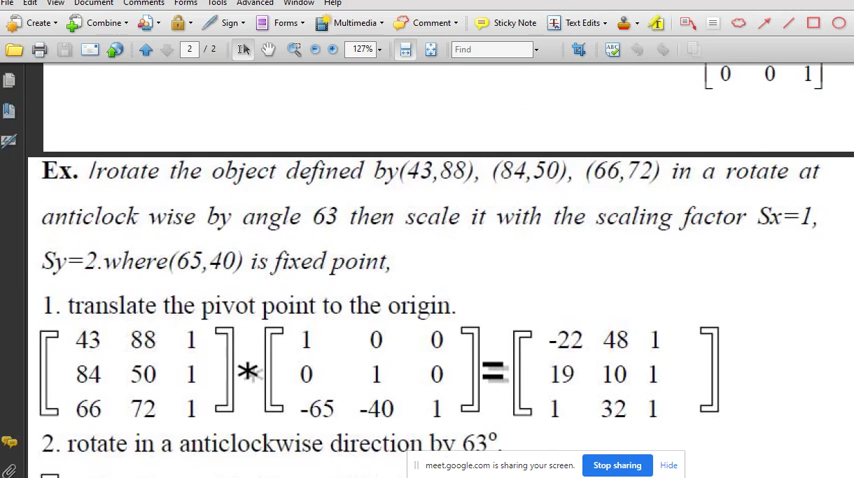 File Edit View Document Comments Forms Tools Advanced Window Help
Create Combine Sign Forms Multimedia Comment Sticky Note Text Edits
2 / 2 127% Find
0 0 1
Ex. /rotate the object defined by(43,88), (84,50), (66,72) in a rotate at
anticlock wise by angle 63 then scale it with the scaling factor Sx=1,
Sy=2.where(65,40) is fixed point,
1. translate the pivot point to the origin.
43 88 1 1 0 0 -22 48 1
84 50 1 * 0 1 0 = 19 10 1
66 72 1 -65 -40 1 1 32 1
2. rotate in a anticlockwise direction by 63º.
meet.google.com is sharing your screen. Stop sharing Hide